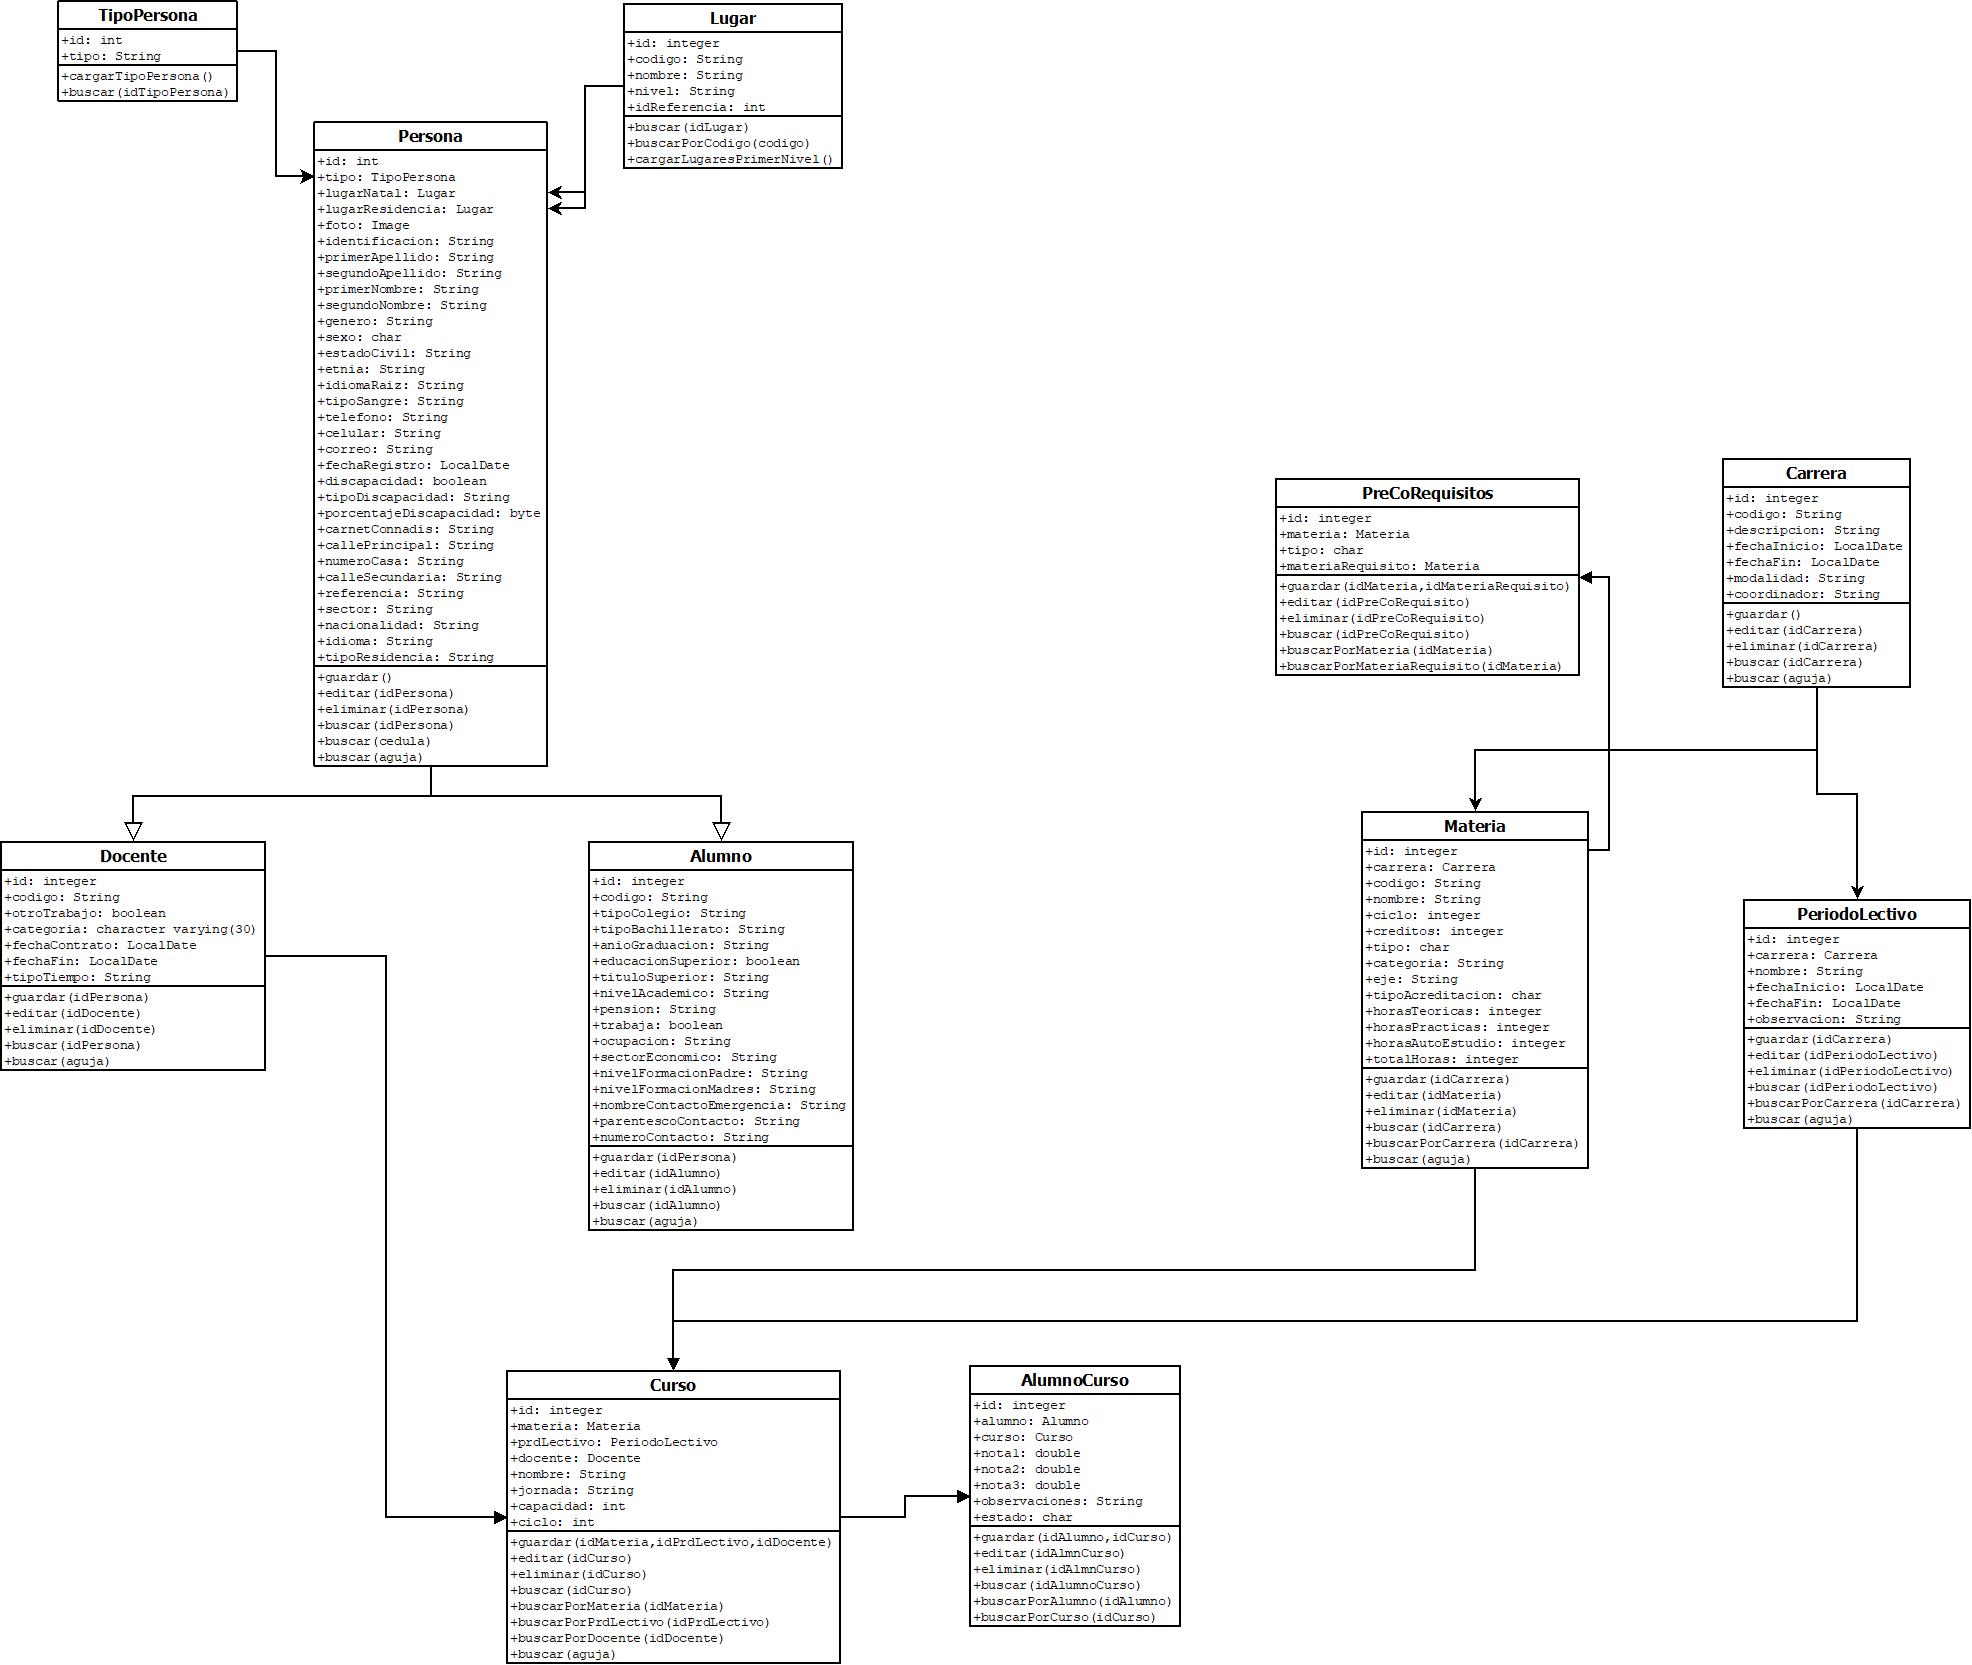 TipoPersona
+id: int
+tipo: String
+cargarTipoPersona()
+buscar(idTipoPersona)
Lugar
+id: integer
+codigo: String
+nombre: String
+nivel: String
+idReferencia: int
+buscar(idLugar)
+buscarPorCodigo(codigo)
+cargarLugaresPrimerNivel()
Persona
+id: int
+tipo: TipoPersona
+lugarNatal: Lugar
+lugarResidencia: Lugar
+foto: Image
+identificacion: String
+primerApellido: String
+segundoApellido: String
+primerNombre: String
+segundoNombre: String
+genero: String
+sexo: char
+estadoCivil: String
+etnia: String
+idiomaRaiz: String
+tipoSangre: String
+telefono: String
+celular: String
+correo: String
+fechaRegistro: LocalDate
+discapacidad: boolean
+tipoDiscapacidad: String
+porcentajeDiscapacidad: byte
+carnetConnadis: String
+callePrincipal: String
+numeroCasa: String
+calleSecundaria: String
+referencia: String
+sector: String
+nacionalidad: String
+idioma: String
+tipoResidencia: String
+guardar()
+editar(idPersona)
+eliminar(idPersona)
+buscar(idPersona)
+buscar(cedula)
+buscar(aguja)
PreCoRequisitos
+id: integer
+materia: Materia
+tipo: char
+materiaRequisito: Materia
+guardar(idMateria,idMateriaRequisito)
+editar(idPreCoRequisito)
+eliminar(idPreCoRequisito)
+buscar(idPreCoRequisito)
+buscarPorMateria(idMateria)
+buscarPorMateriaRequisito(idMateria)
Carrera
+id: integer
+codigo: String
+descripcion: String
+fechaInicio: LocalDate
+fechaFin: LocalDate
+modalidad: String
+coordinador: String
+guardar()
+editar(idCarrera)
+eliminar(idCarrera)
+buscar(idCarrera)
+buscar(aguja)
Docente
+id: integer
+codigo: String
+otroTrabajo: boolean
+categoria: character varying(30)
+fechaContrato: LocalDate
+fechaFin: LocalDate
+tipoTiempo: String
+guardar(idPersona)
+editar(idDocente)
+eliminar(idDocente)
+buscar(idPersona)
+buscar(aguja)
Alumno
+id: integer
+codigo: String
+tipoColegio: String
+tipoBachillerato: String
+anioGraduacion: String
+educacionSuperior: boolean
+tituloSuperior: String
+nivelAcademico: String
+pension: String
+trabaja: boolean
+ocupacion: String
+sectorEconomico: String
+nivelFormacionPadre: String
+nivelFormacionMadres: String
+nombreContactoEmergencia: String
+parentescoContacto: String
+numeroContacto: String
+guardar(idPersona)
+editar(idAlumno)
+eliminar(idAlumno)
+buscar(idAlumno)
+buscar(aguja)
Materia
+id: integer
+carrera: Carrera
+codigo: String
+nombre: String
+ciclo: integer
+creditos: integer
+tipo: char
+categoria: String
+eje: String
+tipoAcreditacion: char
+horasTeoricas: integer
+horasPracticas: integer
+horasAutoEstudio: integer
+totalHoras: integer
+guardar(idCarrera)
+editar(idMateria)
+eliminar(idMateria)
+buscar(idCarrera)
+buscarPorCarrera(idCarrera)
+buscar(aguja)
PeriodoLectivo
+id: integer
+carrera: Carrera
+nombre: String
+fechaInicio: LocalDate
+fechaFin: LocalDate
+observacion: String
+guardar(idCarrera)
+editar(idPeriodoLectivo)
+eliminar(idPeriodoLectivo)
+buscar(idPeriodoLectivo)
+buscarPorCarrera(idCarrera)
+buscar(aguja)
Curso
+id: integer
+materia: Materia
+prdLectivo: PeriodoLectivo
+docente: Docente
+nombre: String
+jornada: String
+capacidad: int
+ciclo: int
+guardar(idMateria,idPrdLectivo,idDocente)
+editar(idCurso)
+eliminar(idCurso)
+buscar(idCurso)
+buscarPorMateria(idMateria)
+buscarPorPrdLectivo(idPrdLectivo)
+buscarPorDocente(idDocente)
+buscar(aguja)
AlumnoCurso
+id: integer
+alumno: Alumno
+curso: Curso
+nota1: double
+nota2: double
+nota3: double
+observaciones: String
+estado: char
+guardar(idAlumno,idCurso)
+editar(idAlmnCurso)
+eliminar(idAlmnCurso)
+buscar(idAlumnoCurso)
+buscarPorAlumno(idAlumno)
+buscarPorCurso(idCurso)